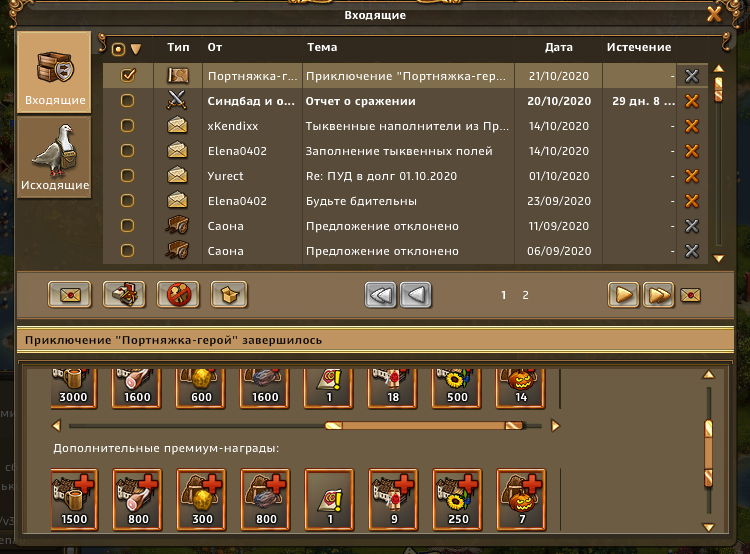 Входящие
Тип От Тема Дата Истечение
Входящие
Исходящие
Портняжка-г... Приключение "Портняжка-гер... 21/10/2020 -
Синдбад и о... Отчет о сражении 20/10/2020 29 дн. 8 ...
xKendixx Тыквенные наполнители из Пр... 14/10/2020 -
Elena0402 Заполнение тыквенных полей 14/10/2020 -
Yurect Re: ПУД в долг 01.10.2020 01/10/2020 -
Elena0402 Будьте бдительны 23/09/2020 -
Саона Предложение отклонено 11/09/2020 -
Саона Предложение отклонено 06/09/2020 -
1 2
Приключение "Портняжка-герой" завершилось
3000 1600 600 1600 1 18 500 14
Дополнительные премиум-награды:
1500 800 300 800 1 9 250 7